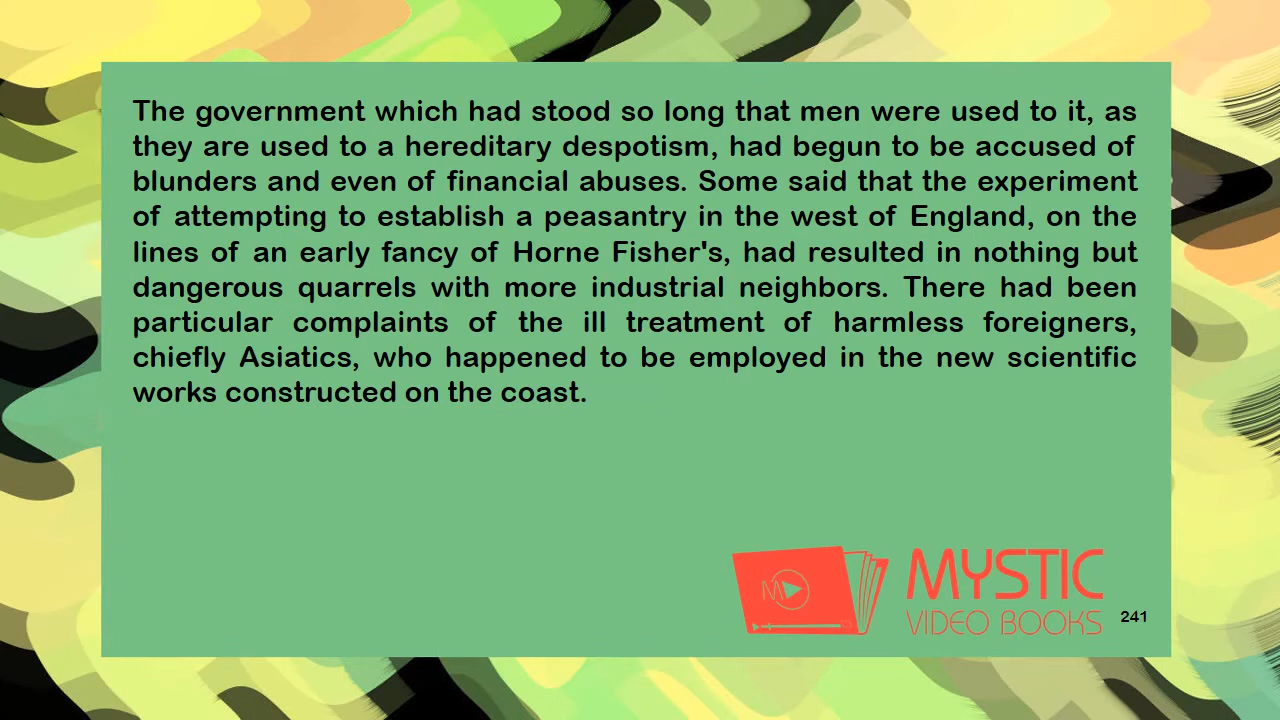 The government which had stood so long that men were used to it, as
they are used to a hereditary despotism, had begun to be accused of
blunders and even of financial abuses. Some said that the experiment
of attempting to establish a peasantry in the west of England, on the
lines of an early fancy of Horne Fisher's, had resulted in nothing but
dangerous quarrels with more industrial neighbors. There had been
particular complaints of the ill treatment of harmless foreigners,
chiefly Asiatics, who happened to be employed in the new scientific
works constructed on the coast.
M
MYSTIC
VIDEO BOOKS
241